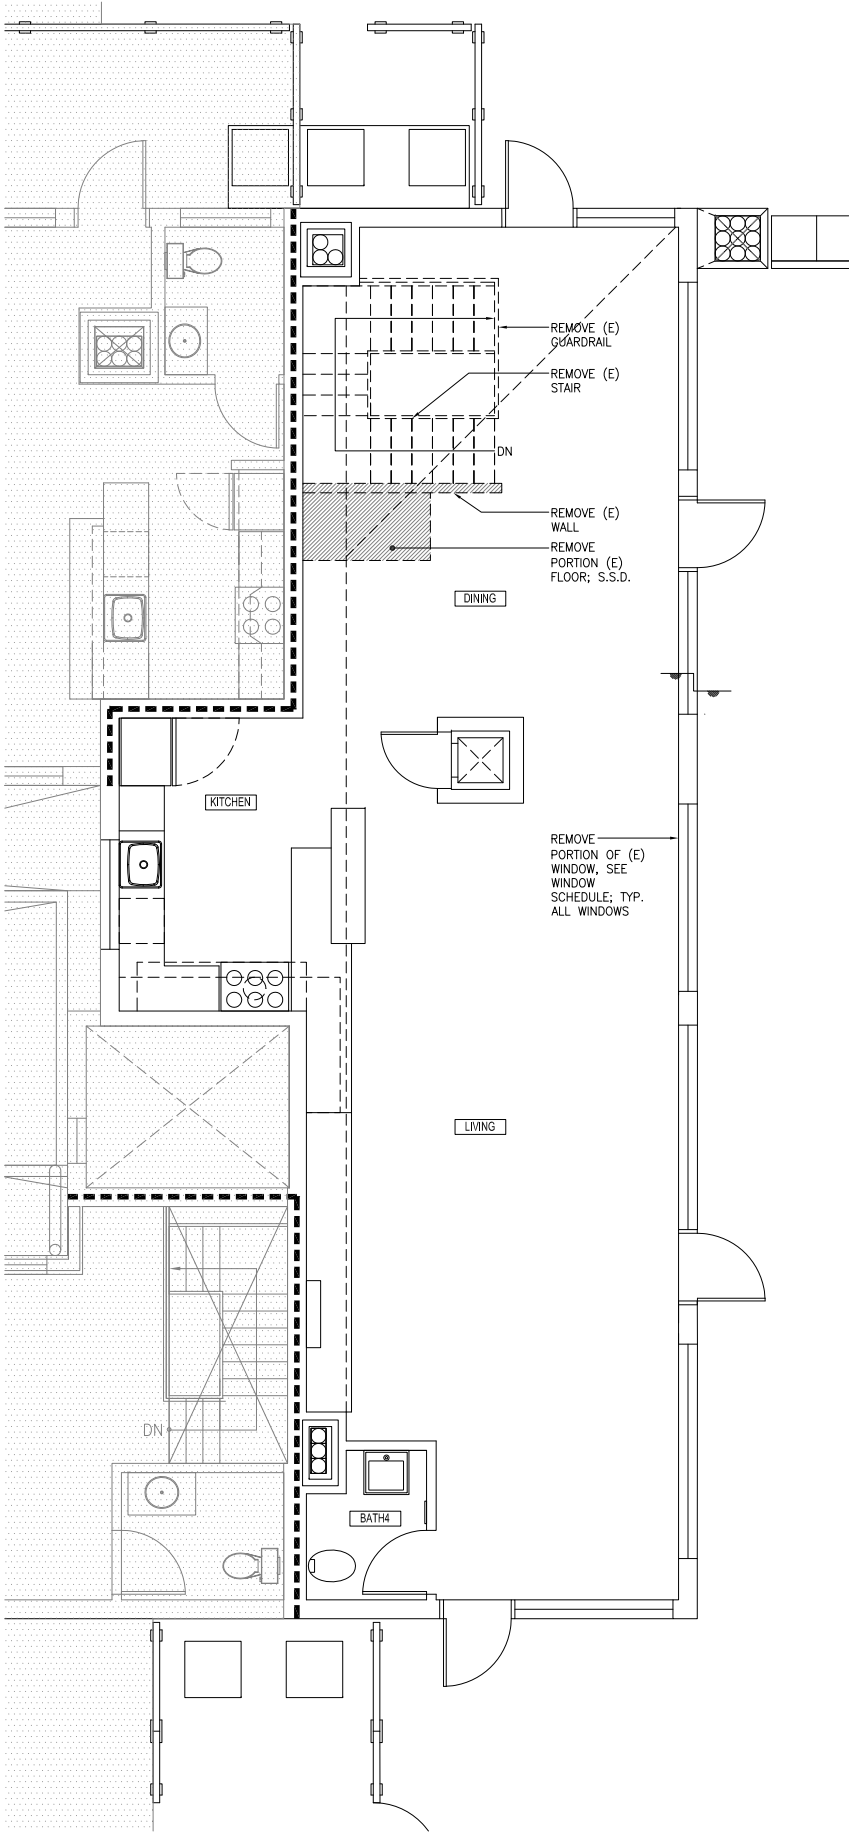 REMOVE (E)
GUARDRAIL
REMOVE (E)
STAIR
DN
REMOVE (E)
WALL
REMOVE
PORTION (E)
FLOOR; S.S.D.
DINING
KITCHEN
REMOVE
PORTION OF (E)
WINDOW, SEE
WINDOW
SCHEDULE; TYP.
ALL WINDOWS
LIVING
DN
BATH4